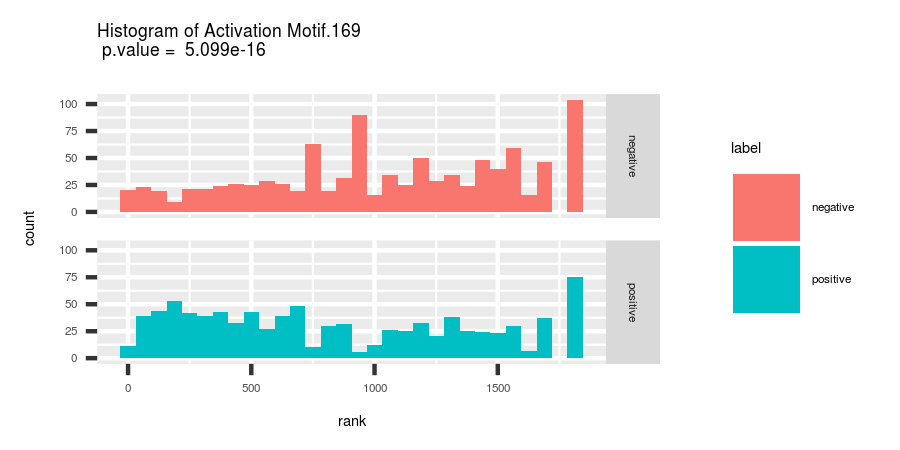 Histogram of Activation Motif.169
p.value =  5.099e-16
100
75
50
25
0
negative
100
75
50
25
0
positive
0
500
1000
1500
rank
count
label
negative
positive